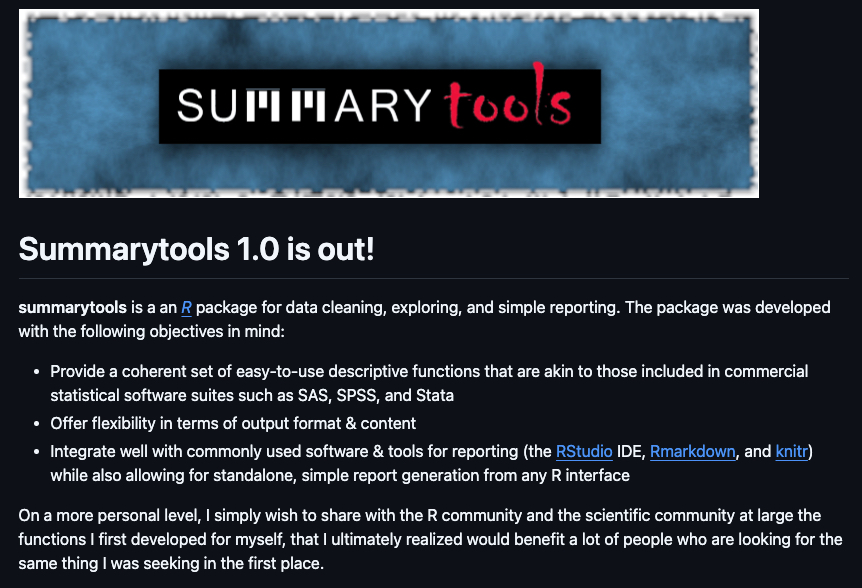 SUMMARY tools
Summarytools 1.0 is out!
summarytools is a an R package for data cleaning, exploring, and simple reporting. The package was developed
with the following objectives in mind:
• Provide a coherent set of easy-to-use descriptive functions that are akin to those included in commercial
statistical software suites such as SAS, SPSS, and Stata
• Offer flexibility in terms of output format & content
• Integrate well with commonly used software & tools for reporting (the RStudio IDE, Rmarkdown, and knitr)
while also allowing for standalone, simple report generation from any R interface
On a more personal level, I simply wish to share with the R community and the scientific community at large the
functions I first developed for myself, that I ultimately realized would benefit a lot of people who are looking for the
same thing I was seeking in the first place.